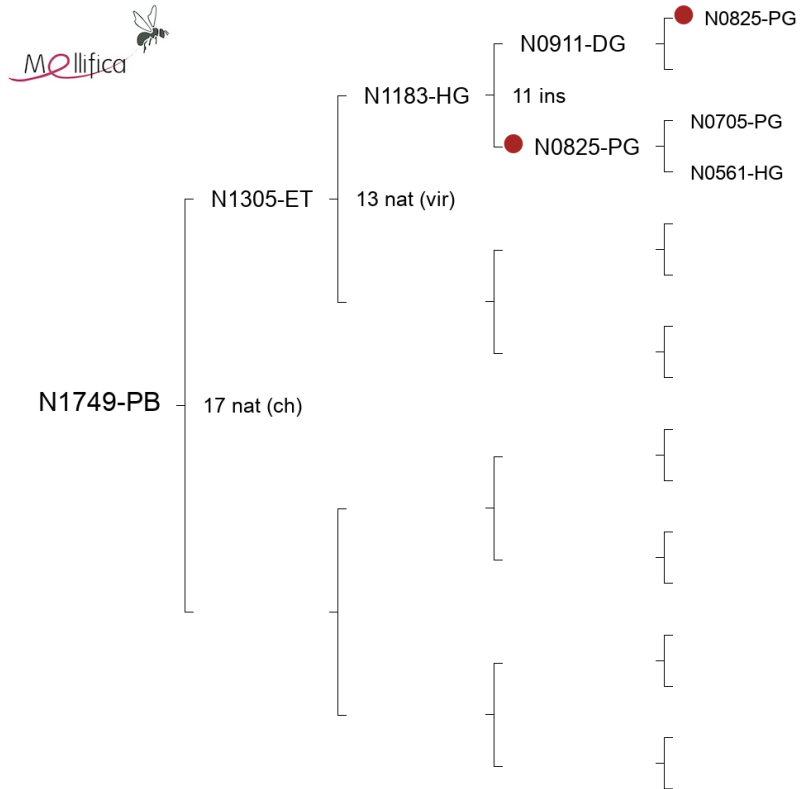 Mellifica
N0825-PG
N0911-DG
N1183-HG
11 ins
N0705-PG
N0825-PG
N0561-HG
N1305-ET
13 nat (vir)
N1749-PB
17 nat (ch)